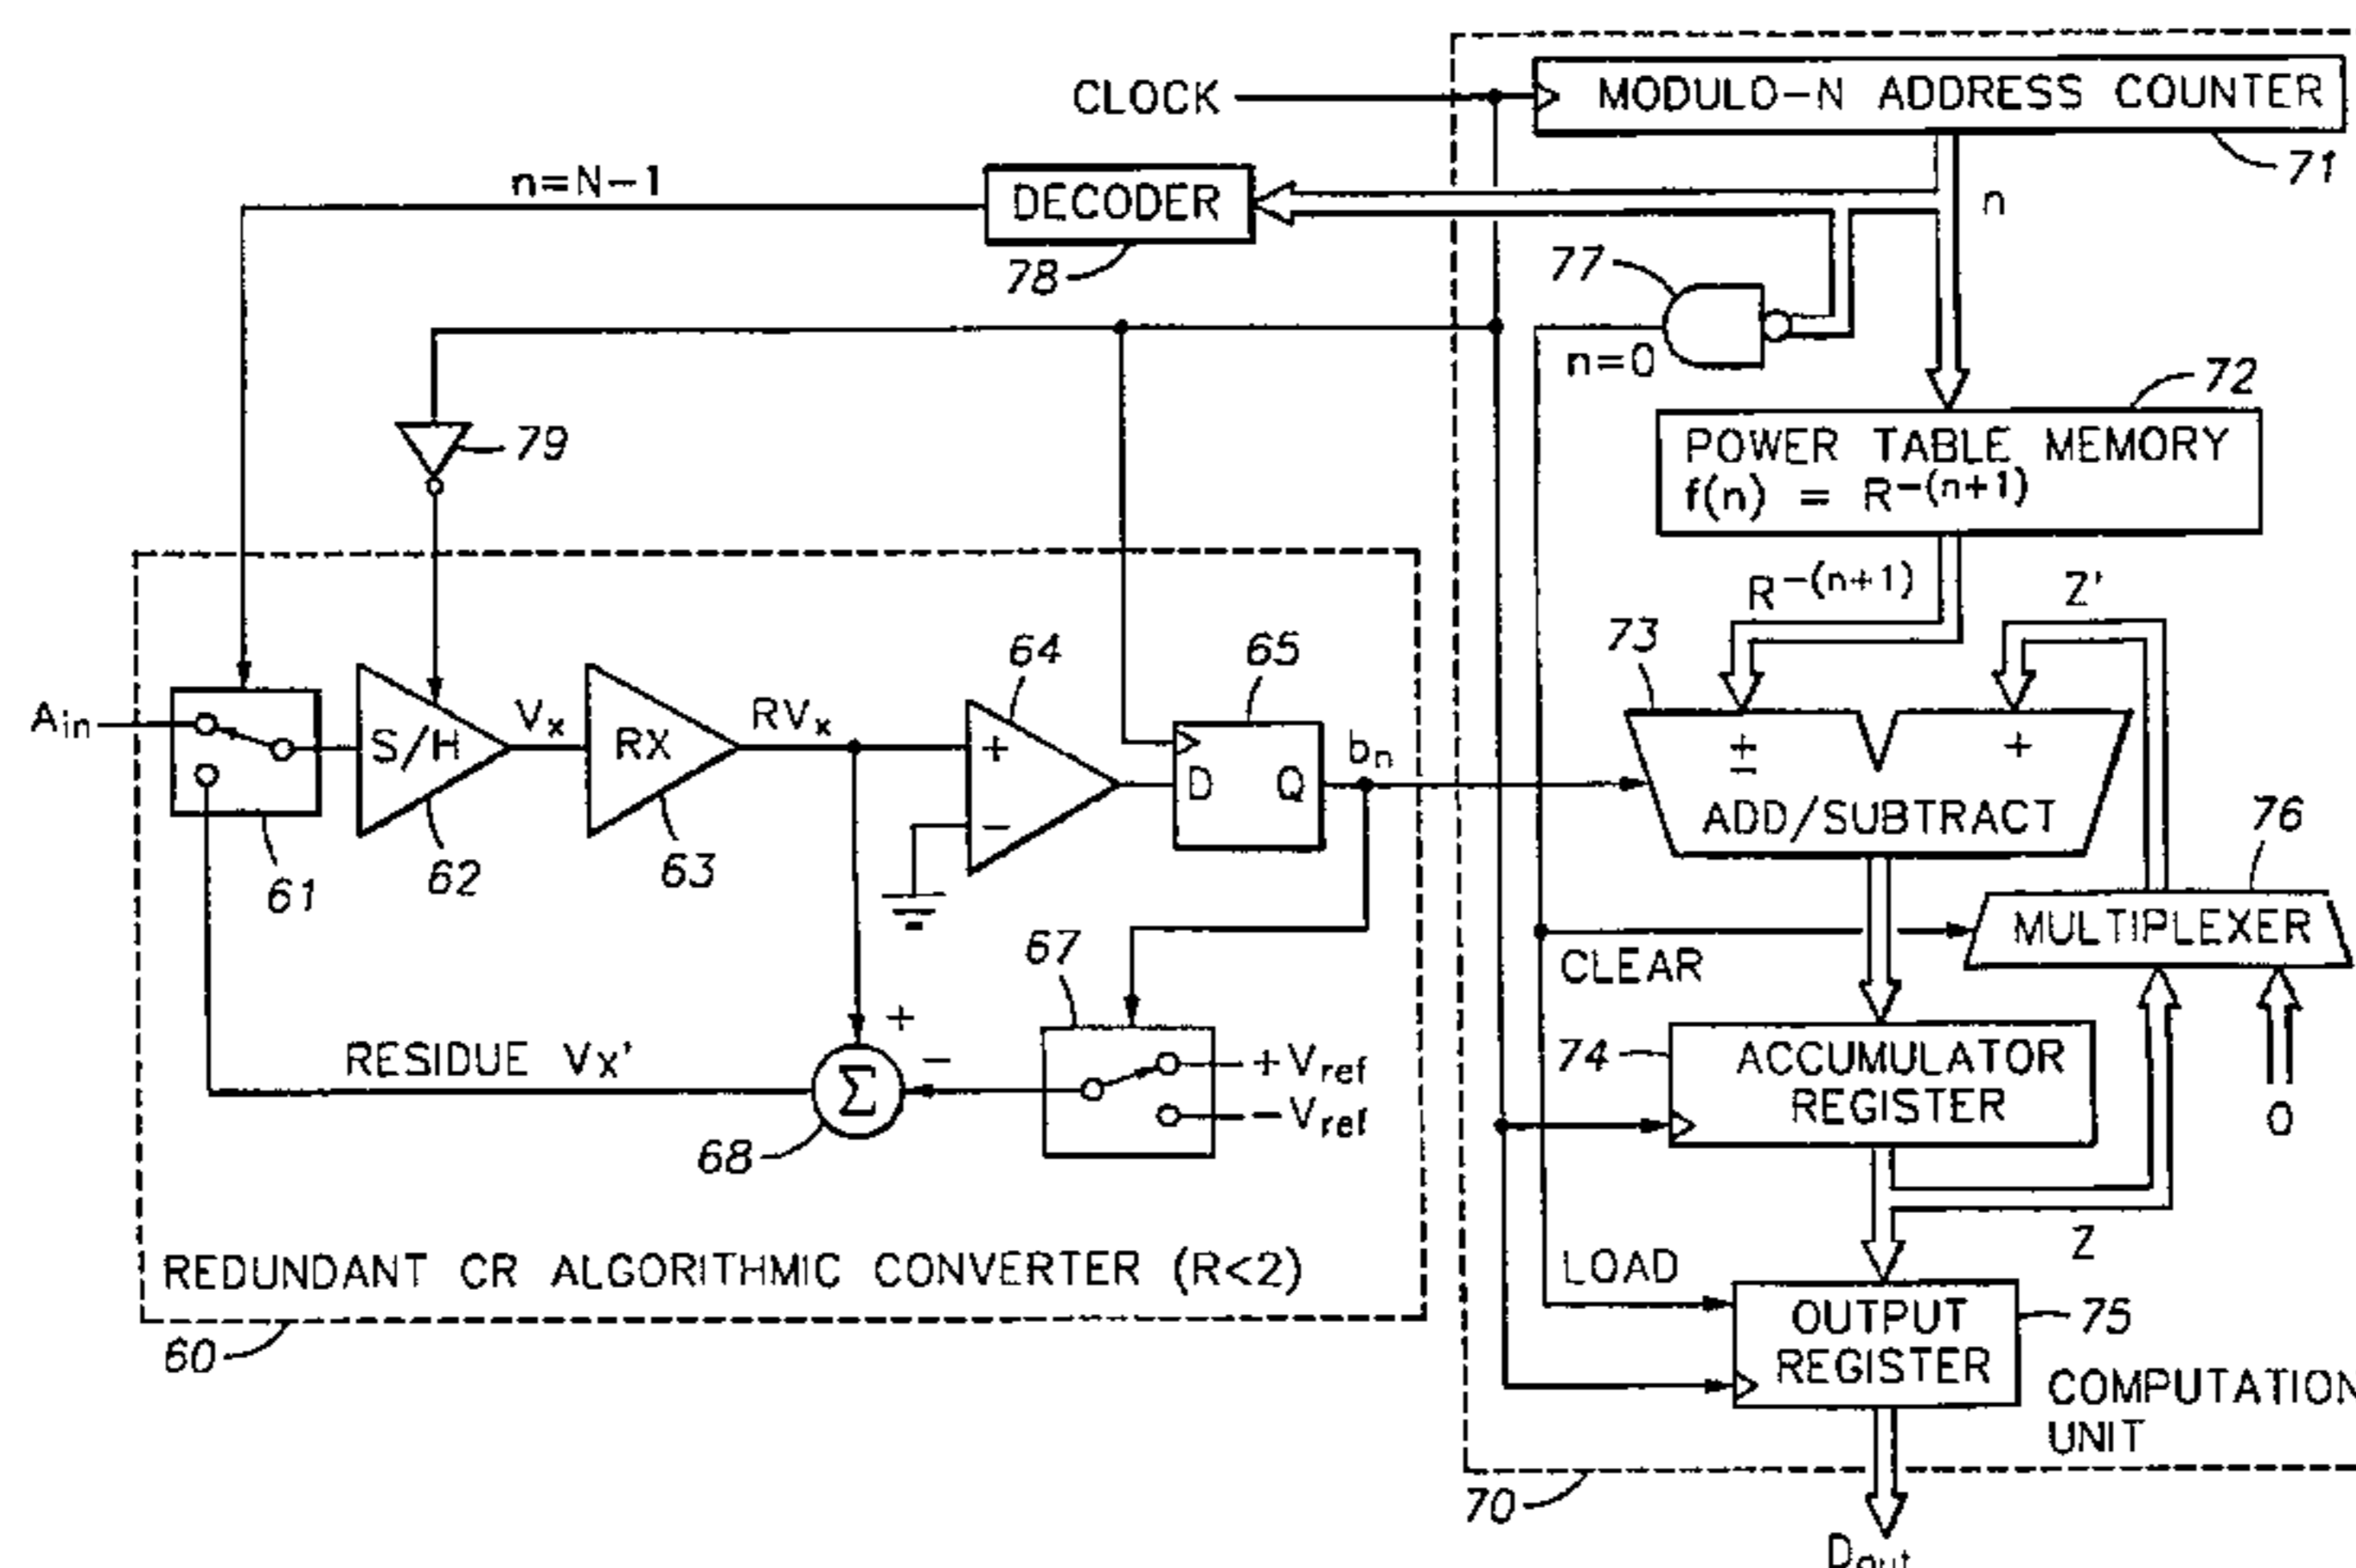 CLOCK
MODULO-N ADDRESS COUNTER
71
n=N-1
DECODER
78
n
77
n=0
72
POWER TABLE MEMORY
f(n) = R-(n+1)
79
R-(n+1)
Z'
73
Ain
S/H
Vx
RX
RVx
64
+
-
65
D
Q
bn
±
+
ADD/SUBTRACT
76
61
62
63
MULTIPLEXER
CLEAR
67
+
-
RESIDUE Vx'
Σ
+Vref
-Vref
68
74
ACCUMULATOR
REGISTER
0
Z
LOAD
REDUNDANT CR ALGORITHMIC CONVERTER (R<2)
60
OUTPUT
REGISTER
75
COMPUTATION
UNIT
70
Dout